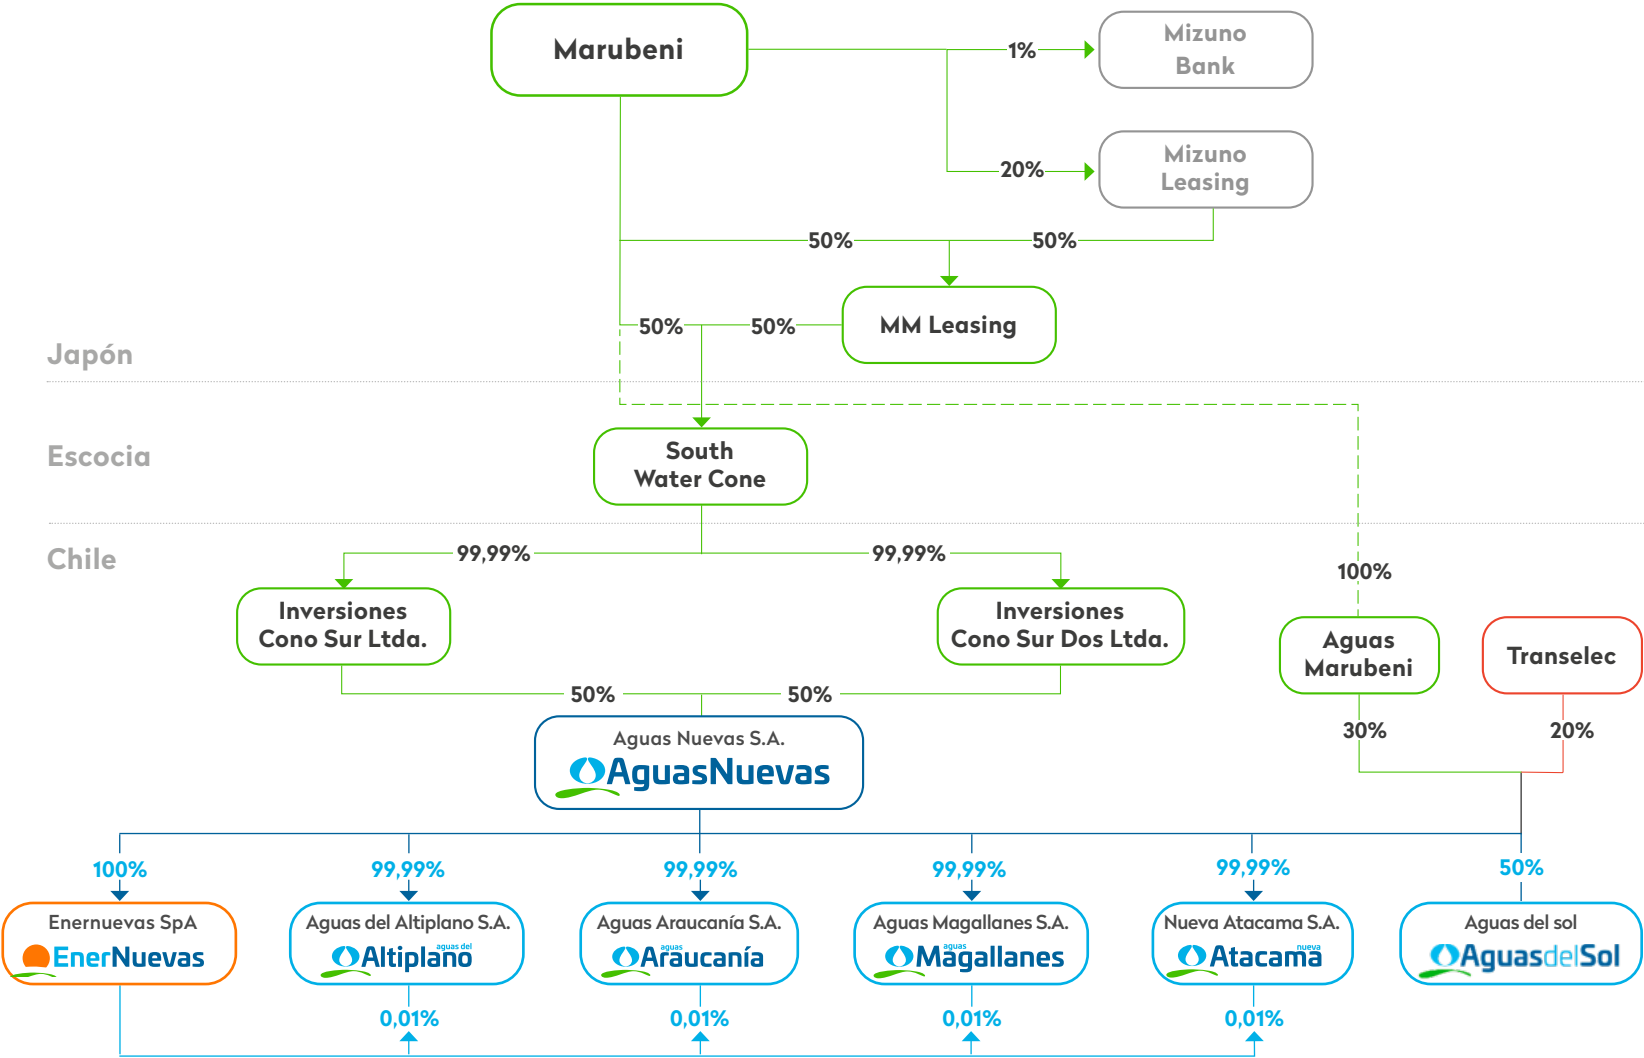 Marubeni
1%
Mizuno
Bank
20%
Mizuno
Leasing
50%
50%
50%
50%
MM Leasing
Japón
Escocia
South
Water Cone
Chile
99,99%
99,99%
100%
Inversiones
Cono Sur Ltda.
Inversiones
Cono Sur Dos Ltda.
Aguas
Marubeni
Transelec
50%
50%
30%
20%
Aguas Nuevas S.A.
AguasNuevas
100%
99,99%
99,99%
99,99%
99,99%
50%
Enernuevas SpA
EnerNuevas
Aguas del Altiplano S.A.
aguas del
Altiplano
Aguas Araucanía S.A.
aguas
Araucanía
Aguas Magallanes S.A.
aguas
Magallanes
Nueva Atacama S.A.
nueva
Atacama
Aguas del sol
AguasdelSol
0,01%
0,01%
0,01%
0,01%